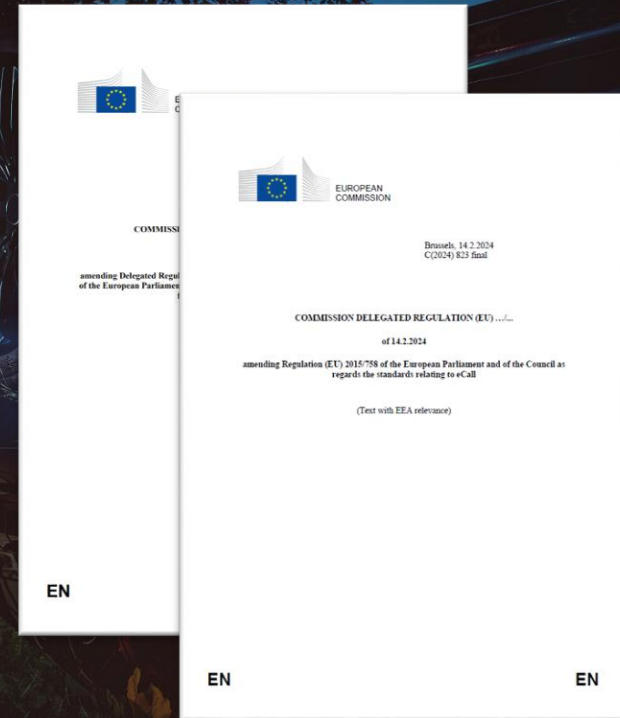 COMMISS
amending Delegated Regul
of the European Parliamen
EN
EUROPEAN
COMMISSION
Brussels, 14.2.2024
C(2024) 823 final
COMMISSION DELEGATED REGULATION (EU) …/...
of 14.2.2024
amending Regulation (EU) 2015/758 of the European Parliament and of the Council as
regards the standards relating to eCall
(Text with EEA relevance)
EN EN